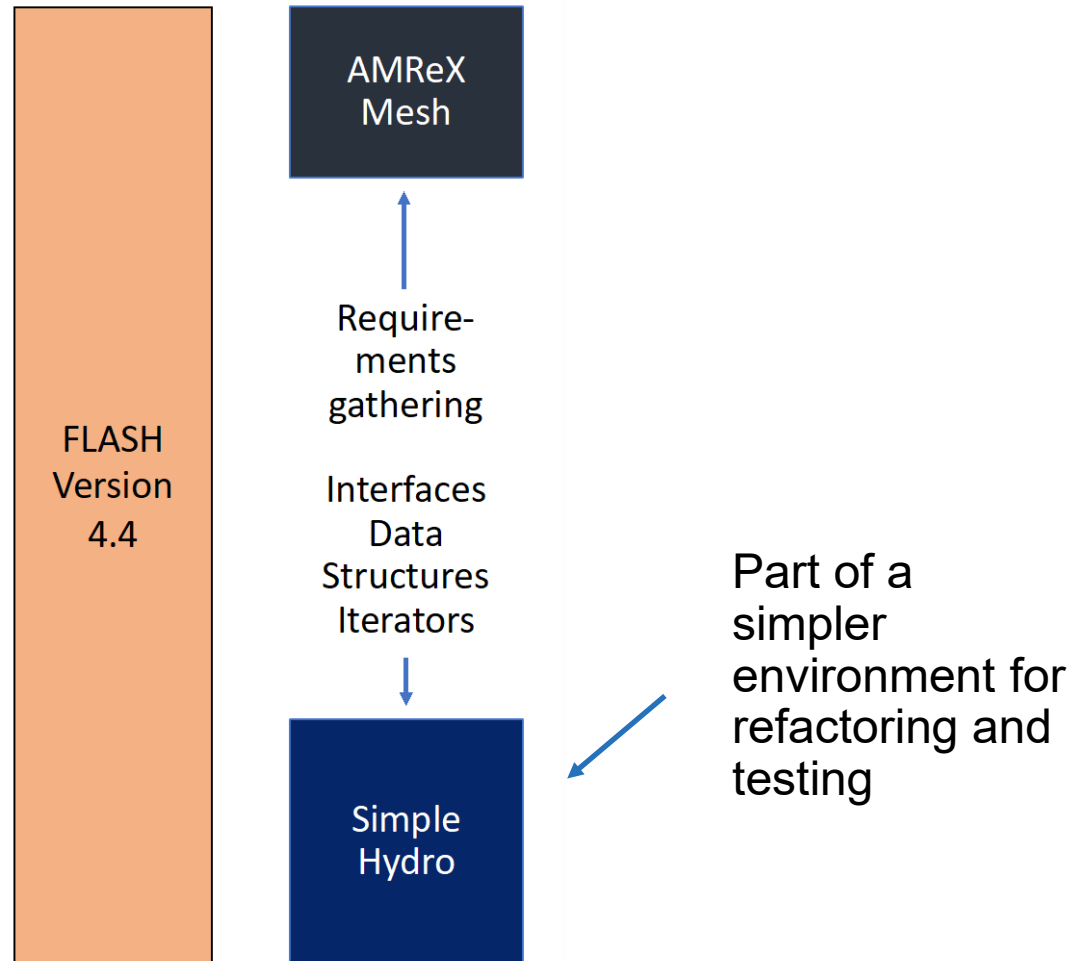 AMReX
Mesh
Require-
ments
gathering
FLASH
Version
4.4
Interfaces
Data
Structures
Iterators
Part of a
simpler
environment for
refactoring and
testing
Simple
Hydro